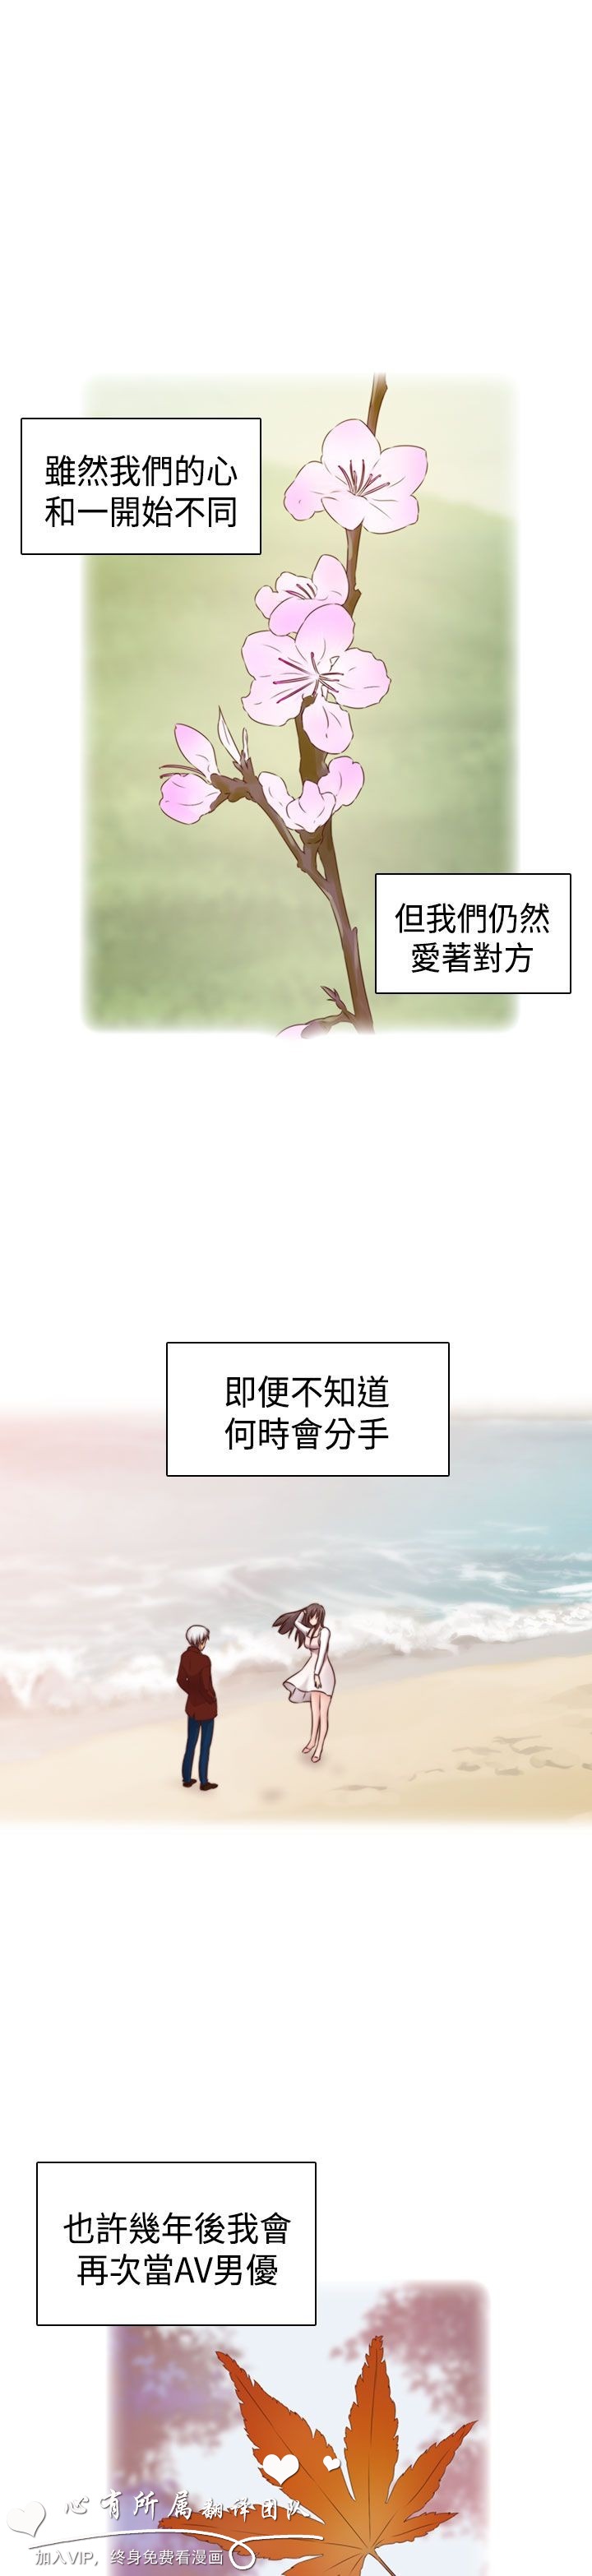 雖然我們的心
和一開始不同
但我們仍然
愛著對方
即便不知道
何時會分手
也許幾年後我會
再次當AV男優
心有所属翻译团队
加入VIP，终身免费看漫画